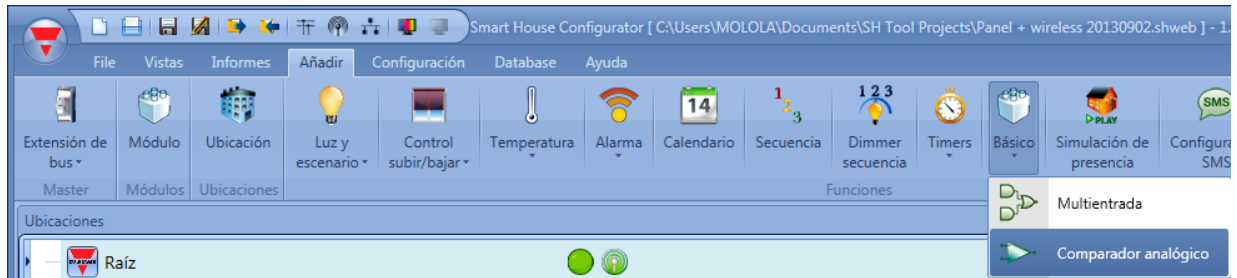 Smart House Configurator [ C:\Users\MOLOLA\Documents\SH Tool Projects\Panel + wireless 20130902.shweb ] - 1.
File Vistas Informes Añadir Configuración Database Ayuda
14 1 2 3 1 2 3 PLAY SMS
Extensión de Módulo Ubicación Luz y Control Temperatura Alarma Calendario Secuencia Dimmer Timers Básico Simulación de Configura
bus escenario subir/bajar secuencia presencia SMS
Master Módulos Ubicaciones Funciones
Multientrada
Ubicaciones
Comparador analógico
Raíz